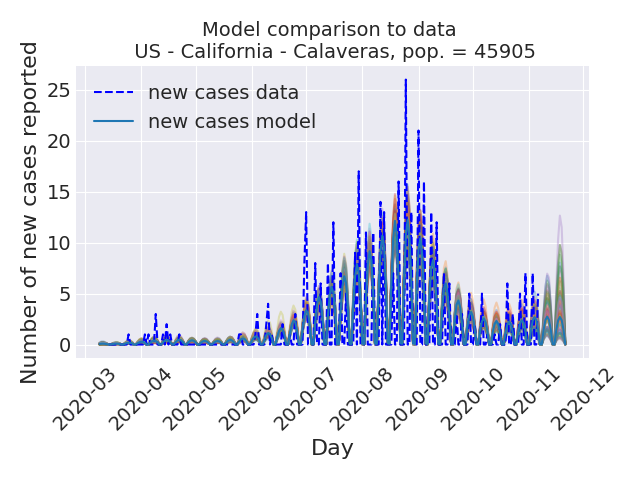 Model comparison to data
US - California - Calaveras, pop. = 45905
Number of new cases reported
25
20
15
10
5
0
new cases data
new cases model
2020-03
2020-04
2020-05
2020-06
2020-07
2020-08
2020-09
2020-10
2020-11
2020-12
Day